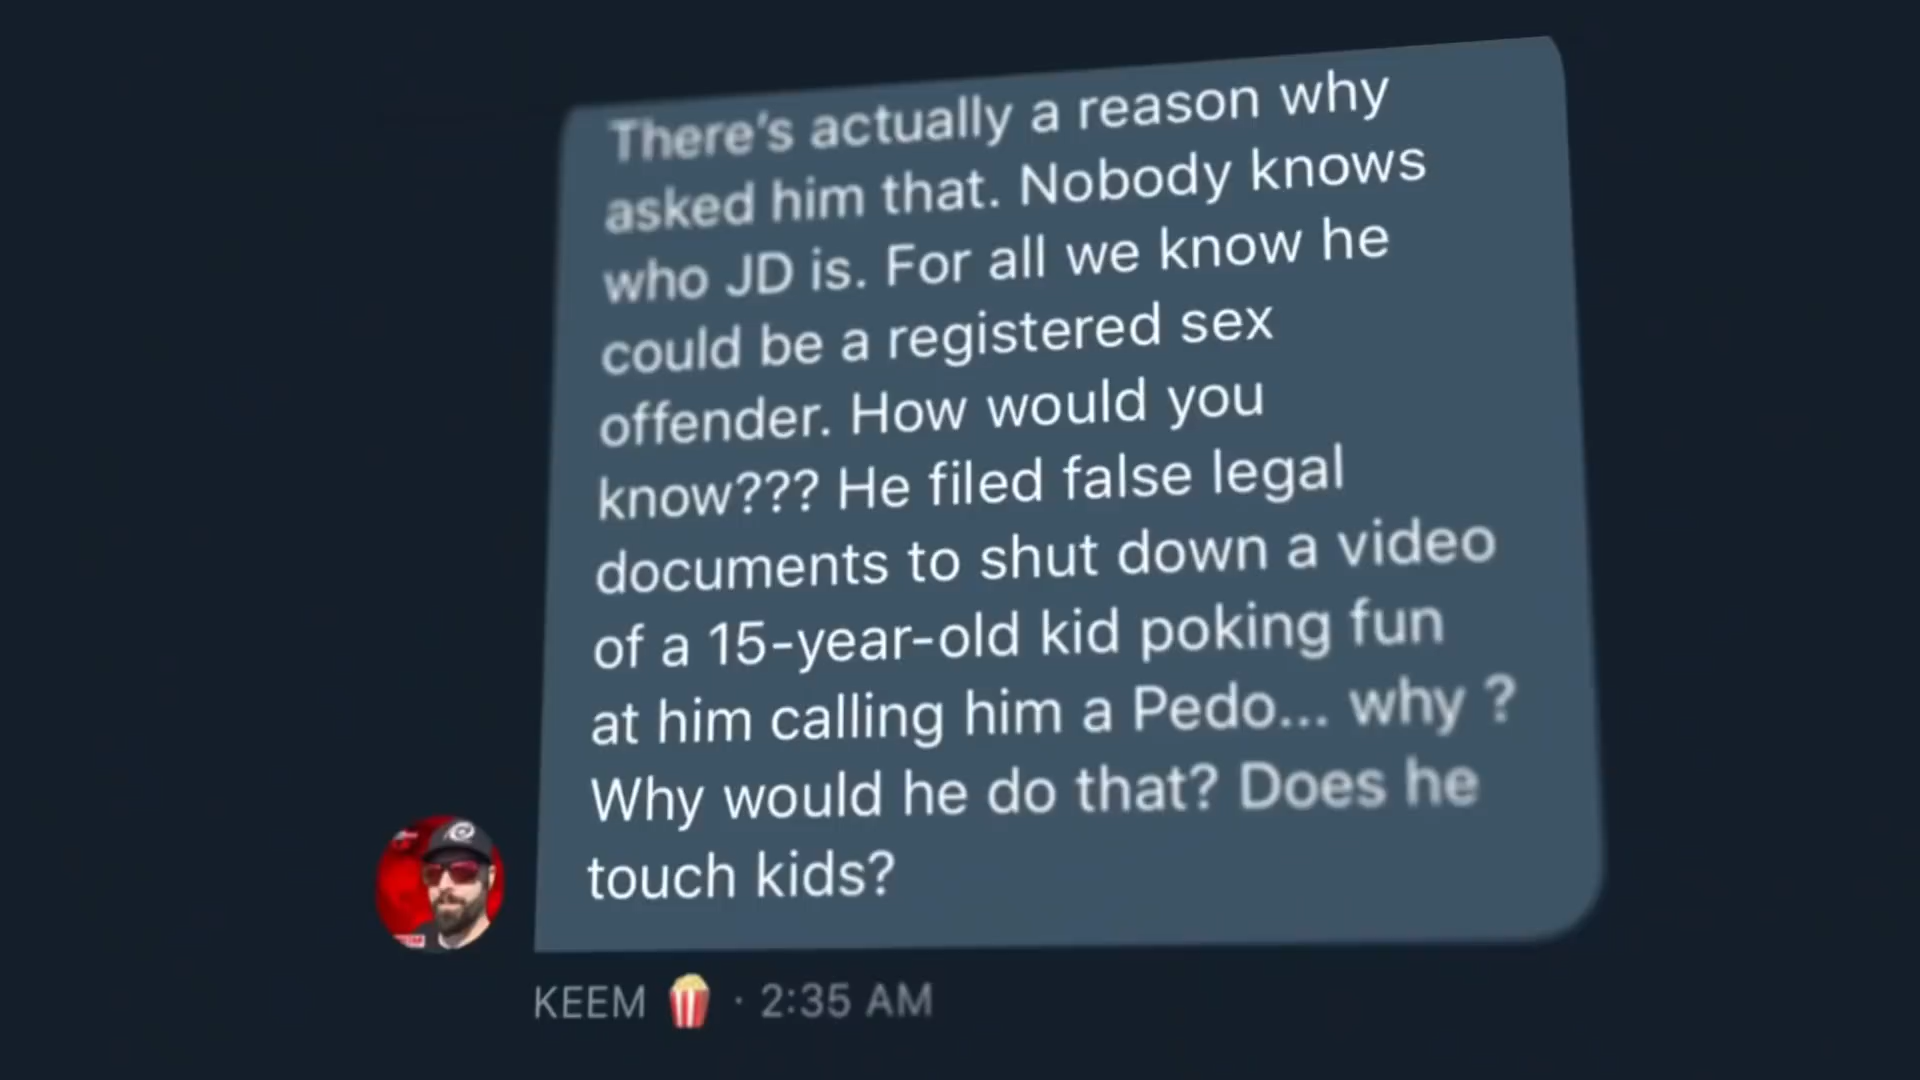 There's actually a reason why
asked him that. Nobody knows
who JD is. For all we know he
could be a registered sex
offender. How would you
know??? He filed false legal
documents to shut down a video
of a 15-year-old kid poking fun
at him calling him a Pedo... why ?
Why would he do that? Does he
touch kids?
KEEM 🍿 · 2:35 AM